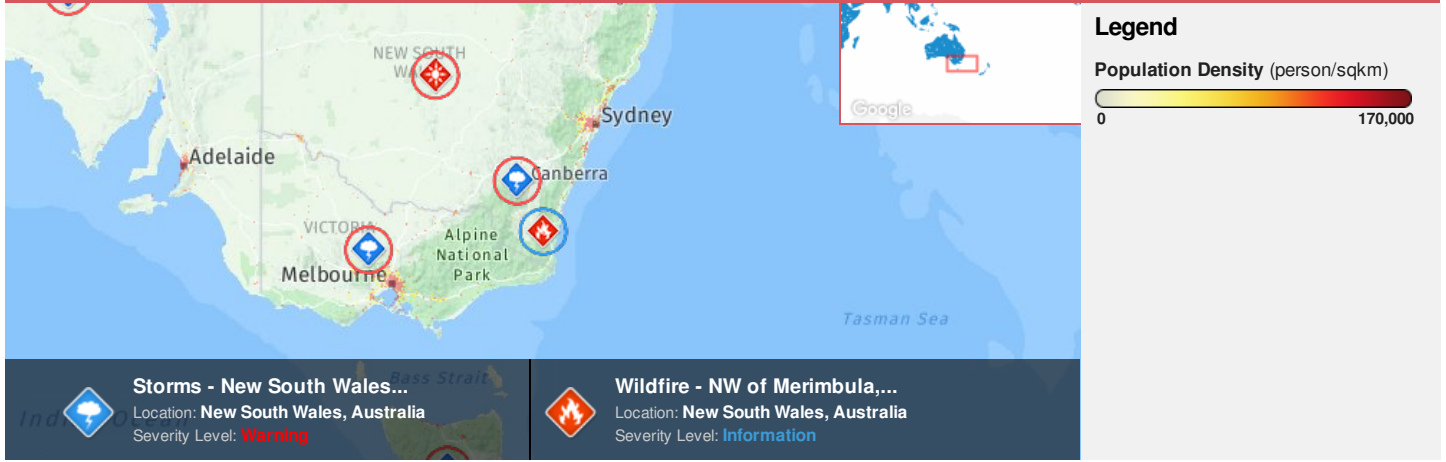 NEW SOUTH
WALES
Sydney
Adelaide
Canberra
VICTORIA
Alpine
National
Park
Melbourne
Tasman Sea
Bass Strait
Indian Ocean
Google
Legend
Population Density (person/sqkm)
0 170,000
Storms - New South Wales...
Location: New South Wales, Australia
Severity Level: Warning
Wildfire - NW of Merimbula,...
Location: New South Wales, Australia
Severity Level: Information